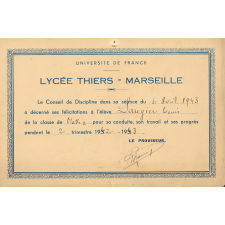 UNIVERSITÉ DE FRANCE
LYCÉE THIERS - MARSEILLE
Le Conseil de Discipline dans sa séance du 6 Avril 1943
a décerné ses félicitations à l'élève Laugier
de la classe de pour sa conduite, son travail et ses progrès
pendant le 2 trimestre 1942-1943
LE PROVISEUR,